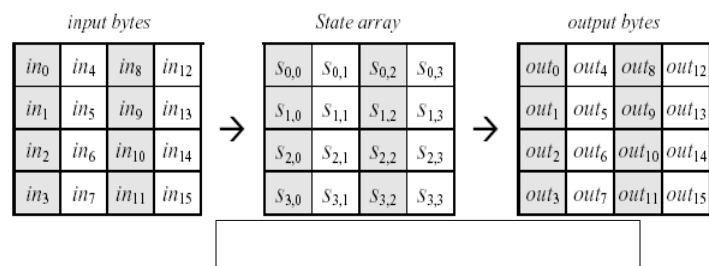 input bytes State array output bytes
in0 in4 in8 in12 S0,0 S0,1 S0,2 S0,3 out0 out4 out8 out12
in1 in5 in9 in13 S1,0 S1,1 S1,2 S1,3 out1 out5 out9 out13
in2 in6 in10 in14 S2,0 S2,1 S2,2 S2,3 out2 out6 out10 out14
in3 in7 in11 in15 S3,0 S3,1 S3,2 S3,3 out3 out7 out11 out15